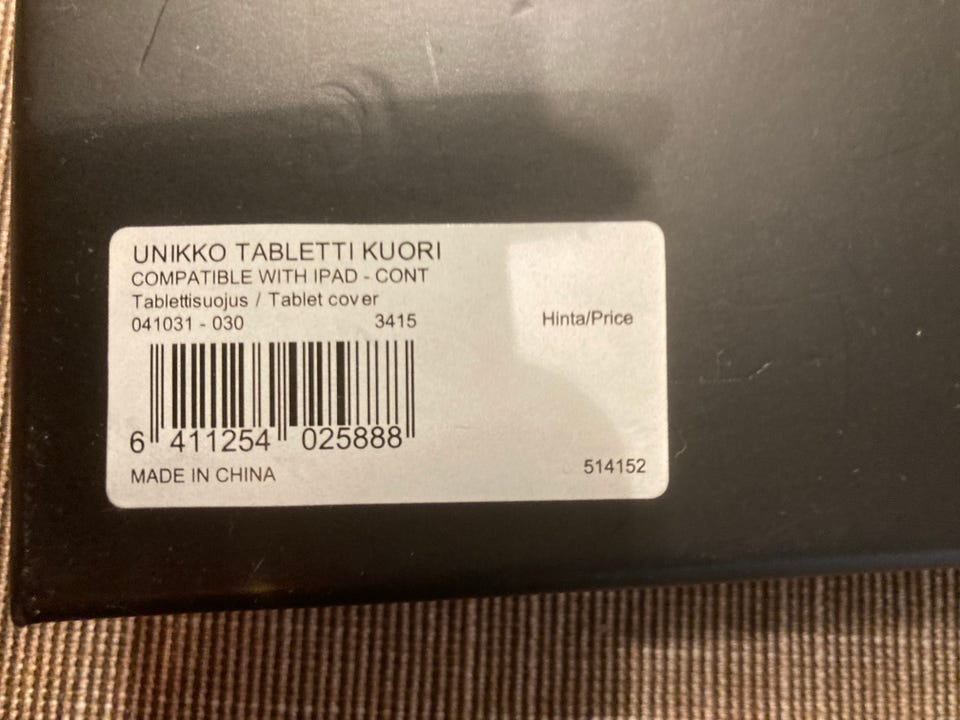 UNIKKO TABLETTI KUORI
COMPATIBLE WITH IPAD - CONT
Tablettisuojus / Tablet cover
041031 - 030 3415 Hinta/Price
6 411254 025888
MADE IN CHINA 514152